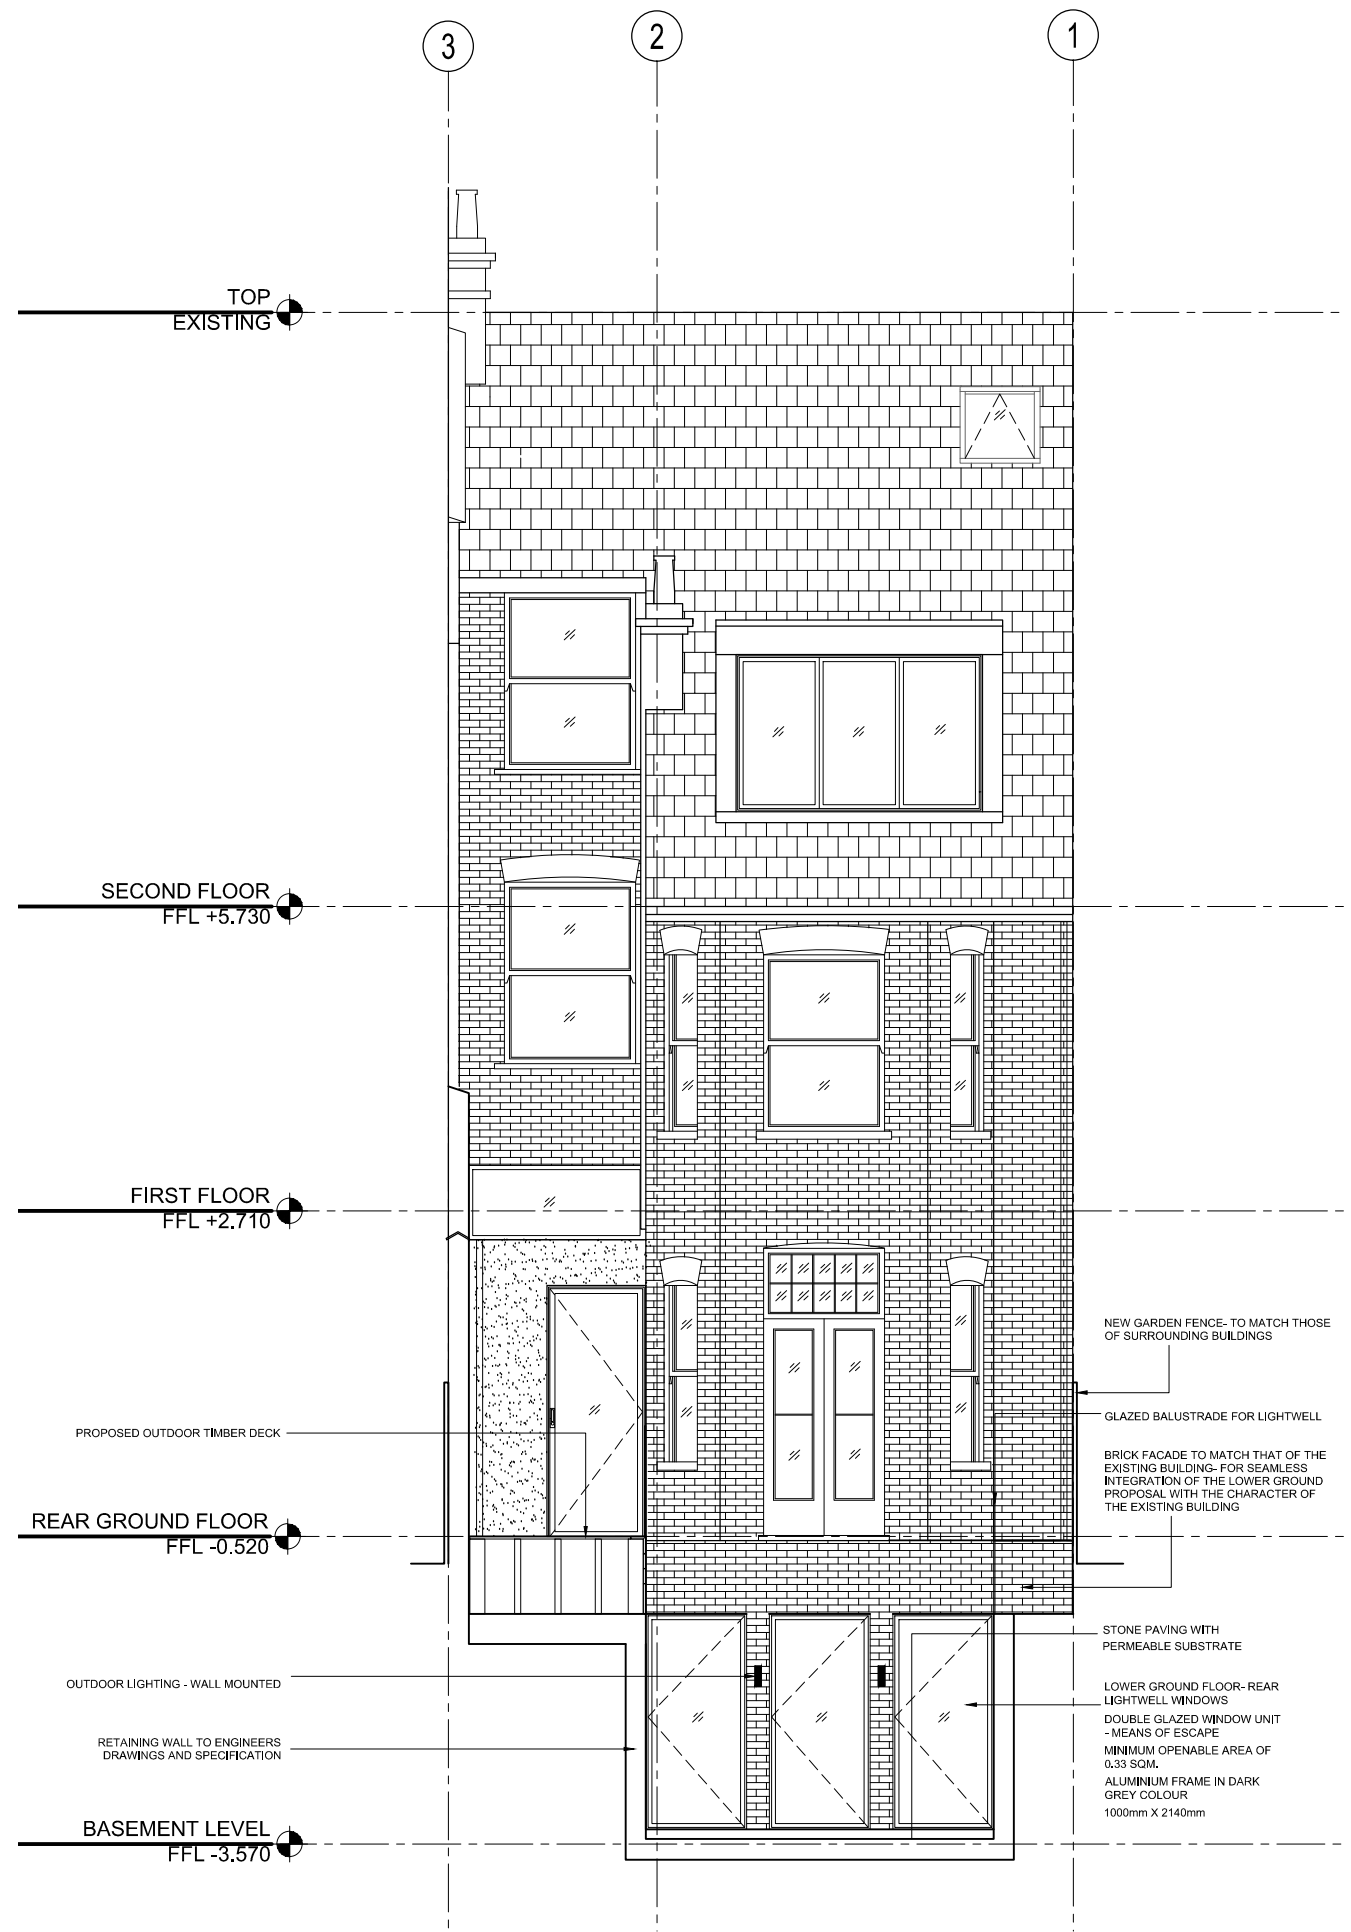 3
2
1
TOP
EXISTING
SECOND FLOOR
FFL +5.730
FIRST FLOOR
FFL +2.710
NEW GARDEN FENCE- TO MATCH THOSE
OF SURROUNDING BUILDINGS
GLAZED BALUSTRADE FOR LIGHTWELL
PROPOSED OUTDOOR TIMBER DECK
BRICK FACADE TO MATCH THAT OF THE
EXISTING BUILDING- FOR SEAMLESS
INTEGRATION OF THE LOWER GROUND
PROPOSAL WITH THE CHARACTER OF
THE EXISTING BUILDING
REAR GROUND FLOOR
FFL -0.520
STONE PAVING WITH
PERMEABLE SUBSTRATE
OUTDOOR LIGHTING - WALL MOUNTED
LOWER GROUND FLOOR- REAR
LIGHTWELL WINDOWS
DOUBLE GLAZED WINDOW UNIT
- MEANS OF ESCAPE
MINIMUM OPENABLE AREA OF
0.33 SQM.
ALUMINIUM FRAME IN DARK
GREY COLOUR
1000mm X 2140mm
RETAINING WALL TO ENGINEERS
DRAWINGS AND SPECIFICATION
BASEMENT LEVEL
FFL -3.570